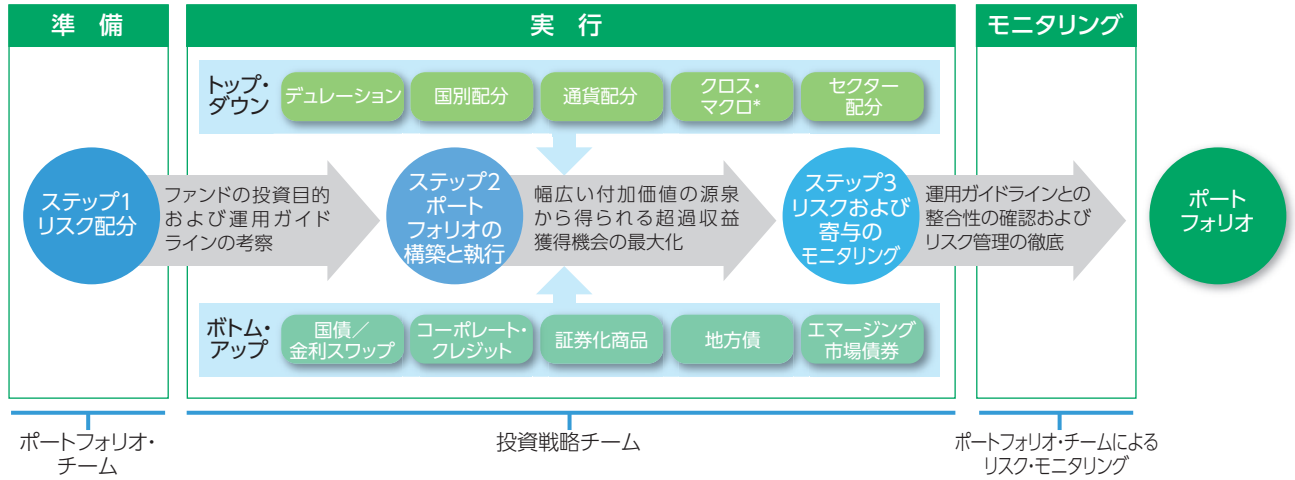 準 備
実 行
モニタリング
トップ・
ダウン
デュレーション
国別配分
通貨配分
クロス・
マクロ*
セクター
配分
ステップ1
リスク配分
ファンドの投資目的
および運用ガイド
ラインの考察
ステップ2
ポート
フォリオの
構築と執行
幅広い付加価値の源泉
から得られる超過収益
獲得機会の最大化
ステップ3
リスクおよび
寄与の
モニタリング
運用ガイドラインとの
整合性の確認および
リスク管理の徹底
ポート
フォリオ
ボトム・
アップ
国債／
金利スワップ
コーポレート・
クレジット
証券化商品
地方債
エマージング
市場債券
ポートフォリオ・
チーム
投資戦略チーム
ポートフォリオ・チームによる
リスク・モニタリング